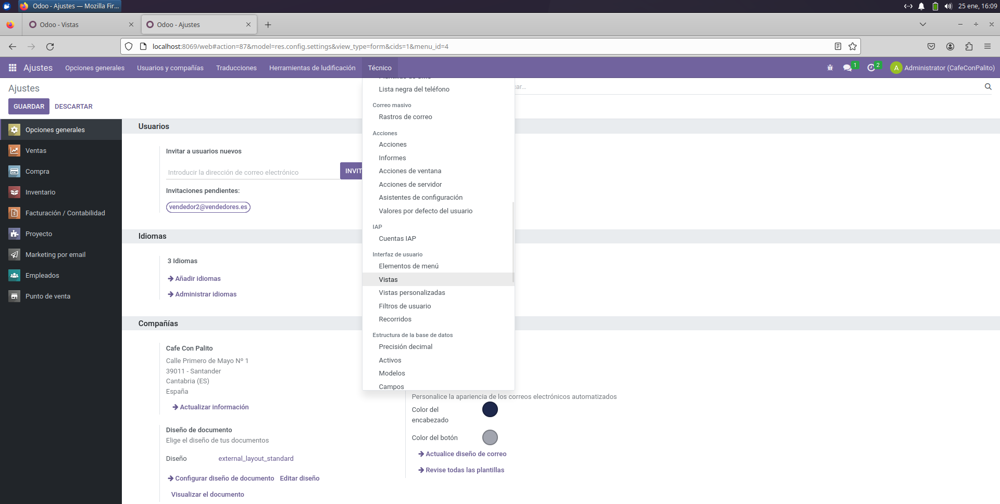 Odoo - Ajustes — Mozilla Fir...
25 ene, 16:09
Odoo - Vistas
Odoo - Ajustes
localhost:8069/web#action=87&model=res.config.settings&view_type=form&cids=1&menu_id=4
Ajustes
Opciones generales
Usuarios y compañías
Traducciones
Herramientas de ludificación
Técnico
1
2
A
Administrator (CafeConPalito)
Ajustes
GUARDAR
DESCARTAR
Opciones generales
Ventas
Compra
Inventario
Facturación / Contabilidad
Proyecto
Marketing por email
Empleados
Punto de venta
Usuarios
Invitar a usuarios nuevos
Introducir la dirección de correo electrónico
INVIT
Invitaciones pendientes:
vendedor2@vendedores.es
Idiomas
3 Idiomas
Añadir idiomas
Administrar idiomas
Compañías
Cafe Con Palito
Calle Primero de Mayo Nº 1
39011 - Santander
Cantabria (ES)
España
Actualizar información
Diseño de documento
Elige el diseño de tus documentos
Diseño
external_layout_standard
Configurar diseño de documento
Editar diseño
Visualizar el documento
Lista negra del teléfono
Correo masivo
Rastros de correo
Acciones
Acciones
Informes
Acciones de ventana
Acciones de servidor
Asistentes de configuración
Valores por defecto del usuario
IAP
Cuentas IAP
Interfaz de usuario
Elementos de menú
Vistas
Vistas personalizadas
Filtros de usuario
Recorridos
Estructura de la base de datos
Precisión decimal
Activos
Modelos
Campos
car...
Personalice la apariencia de los correos electrónicos automatizados
Color del
encabezado
Color del botón
Actualice diseño de correo
Revise todas las plantillas